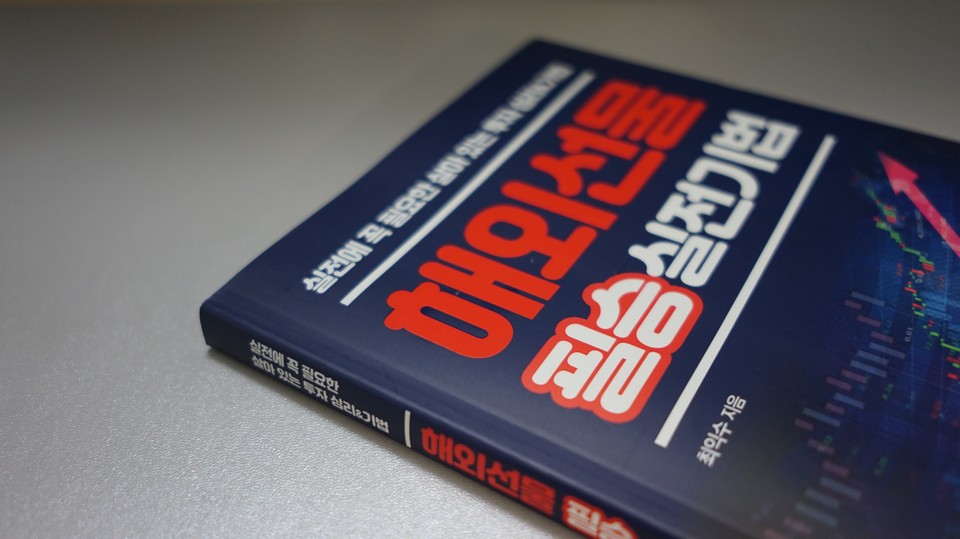 실전에 꼭 필요한 살아 있는 투자 심리&기법
해외선물
필승실전기법
최익수 지음
실전에 꼭 필요한
살아 있는 투자 심리&기법
해외선물 필승